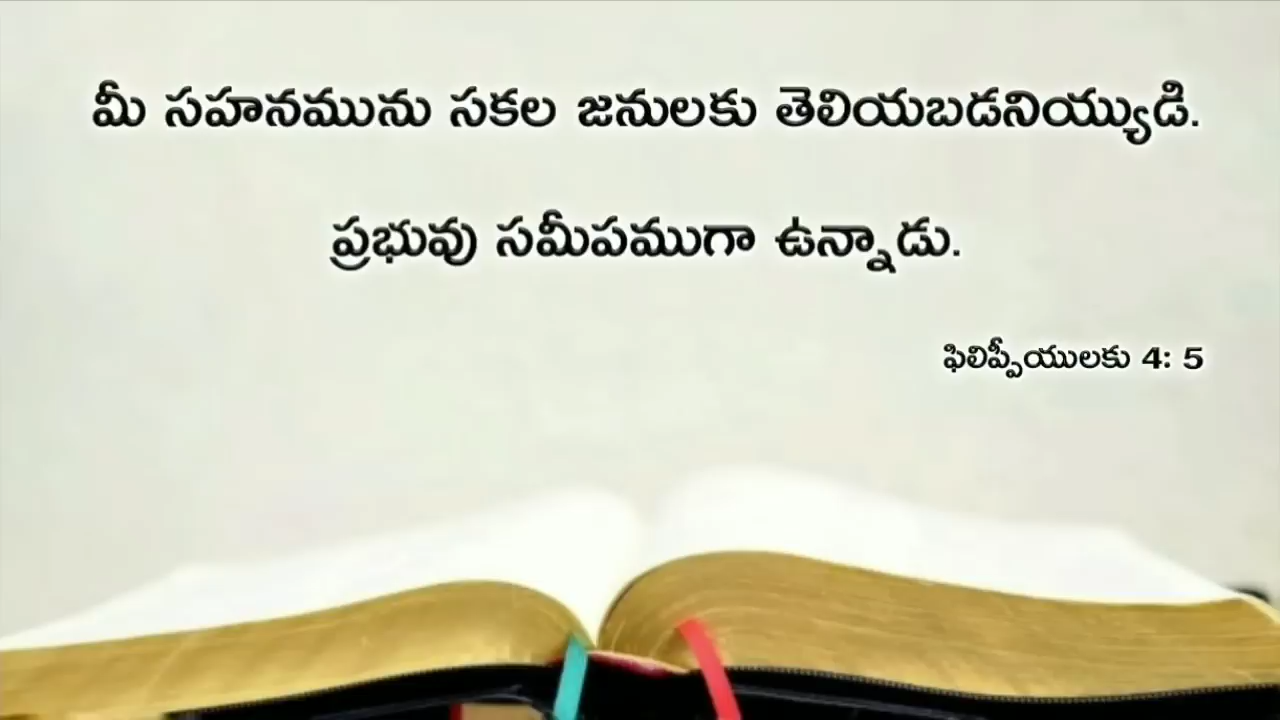 మీ సహనమును సకల జనులకు తెలియబడనియ్యుడి.
ప్రభువు సమీపముగా ఉన్నాడు.
ఫిలిప్పీయులకు 4: 5